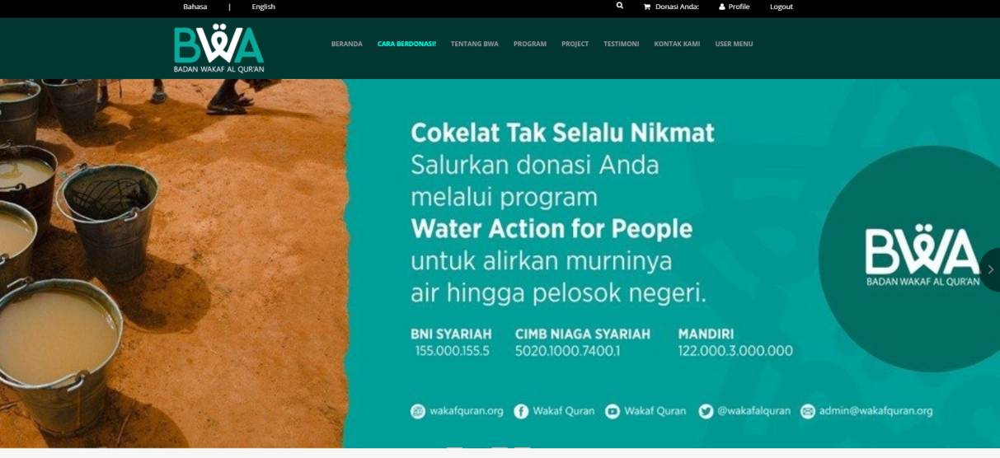 Bahasa | English Donasi Anda: Profile Logout
BWA
BADAN WAKAF AL QUR'AN
BERANDA CARA BERDONASI! TENTANG BWA PROGRAM PROJECT TESTIMONI KONTAK KAMI USER MENU
Cokelat Tak Selalu Nikmat
Salurkan donasi Anda
melalui program
Water Action for People
untuk alirkan murninya
air hingga pelosok negeri.
BNI SYARIAH CIMB NIAGA SYARIAH MANDIRI
155.000.155.5 5020.1000.7400.1 122.000.3.000.000
wakafquran.org Wakaf Quran Wakaf Quran @wakafalquran admin@wakafquran.org
BWA
BADAN WAKAF AL QUR'AN